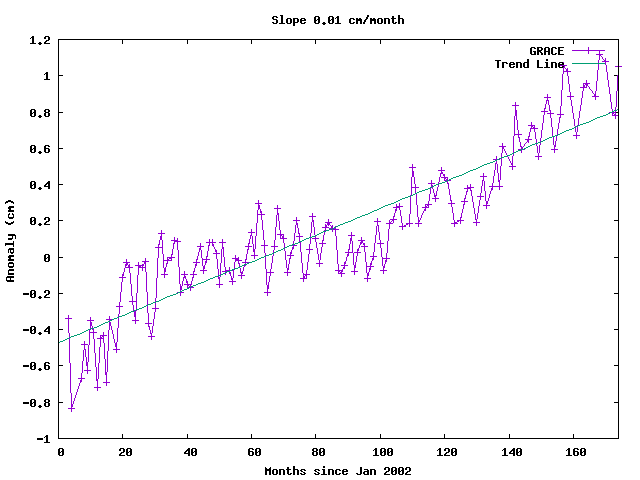 Slope 0.01 cm/month
GRACE
Trend Line
1.2
1
0.8
0.6
0.4
0.2
0
-0.2
-0.4
-0.6
-0.8
-1
Anomaly (cm)
0 20 40 60 80 100 120 140 160
Months since Jan 2002